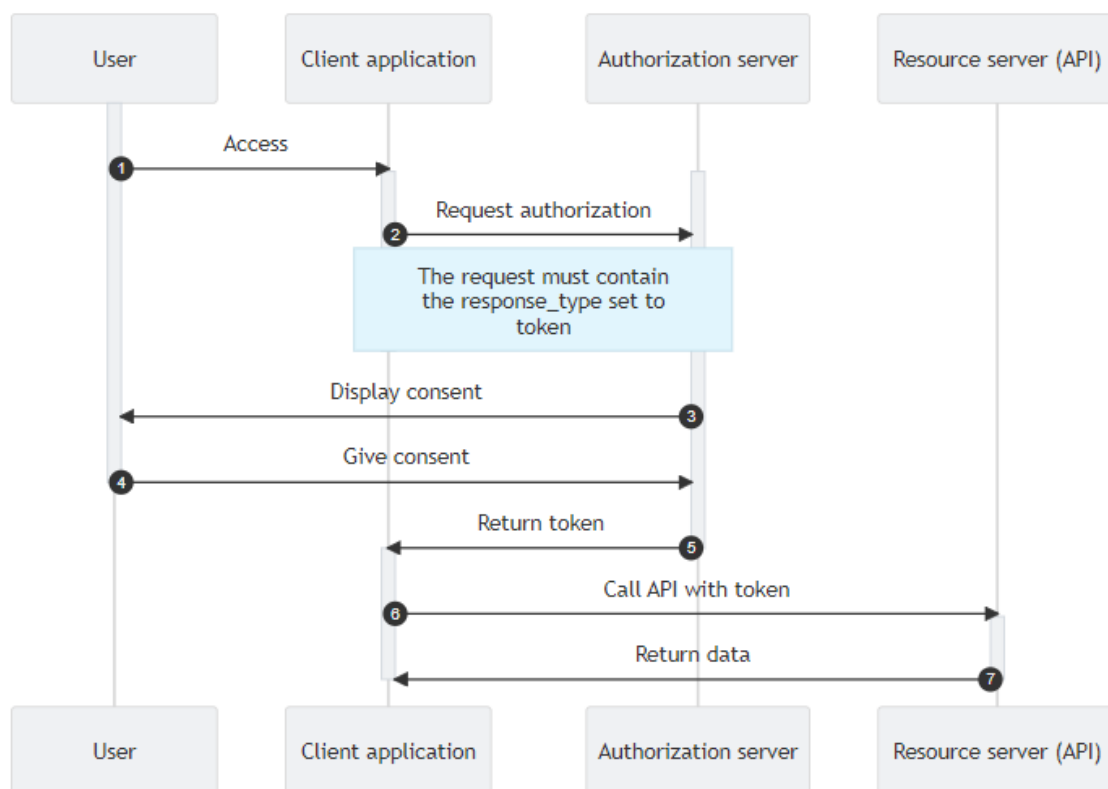 User
Client application
Authorization server
Resource server (API)
Access
1
Request authorization
2
The request must contain
the response_type set to
token
Display consent
3
Give consent
4
Return token
5
Call API with token
6
Return data
7
User
Client application
Authorization server
Resource server (API)